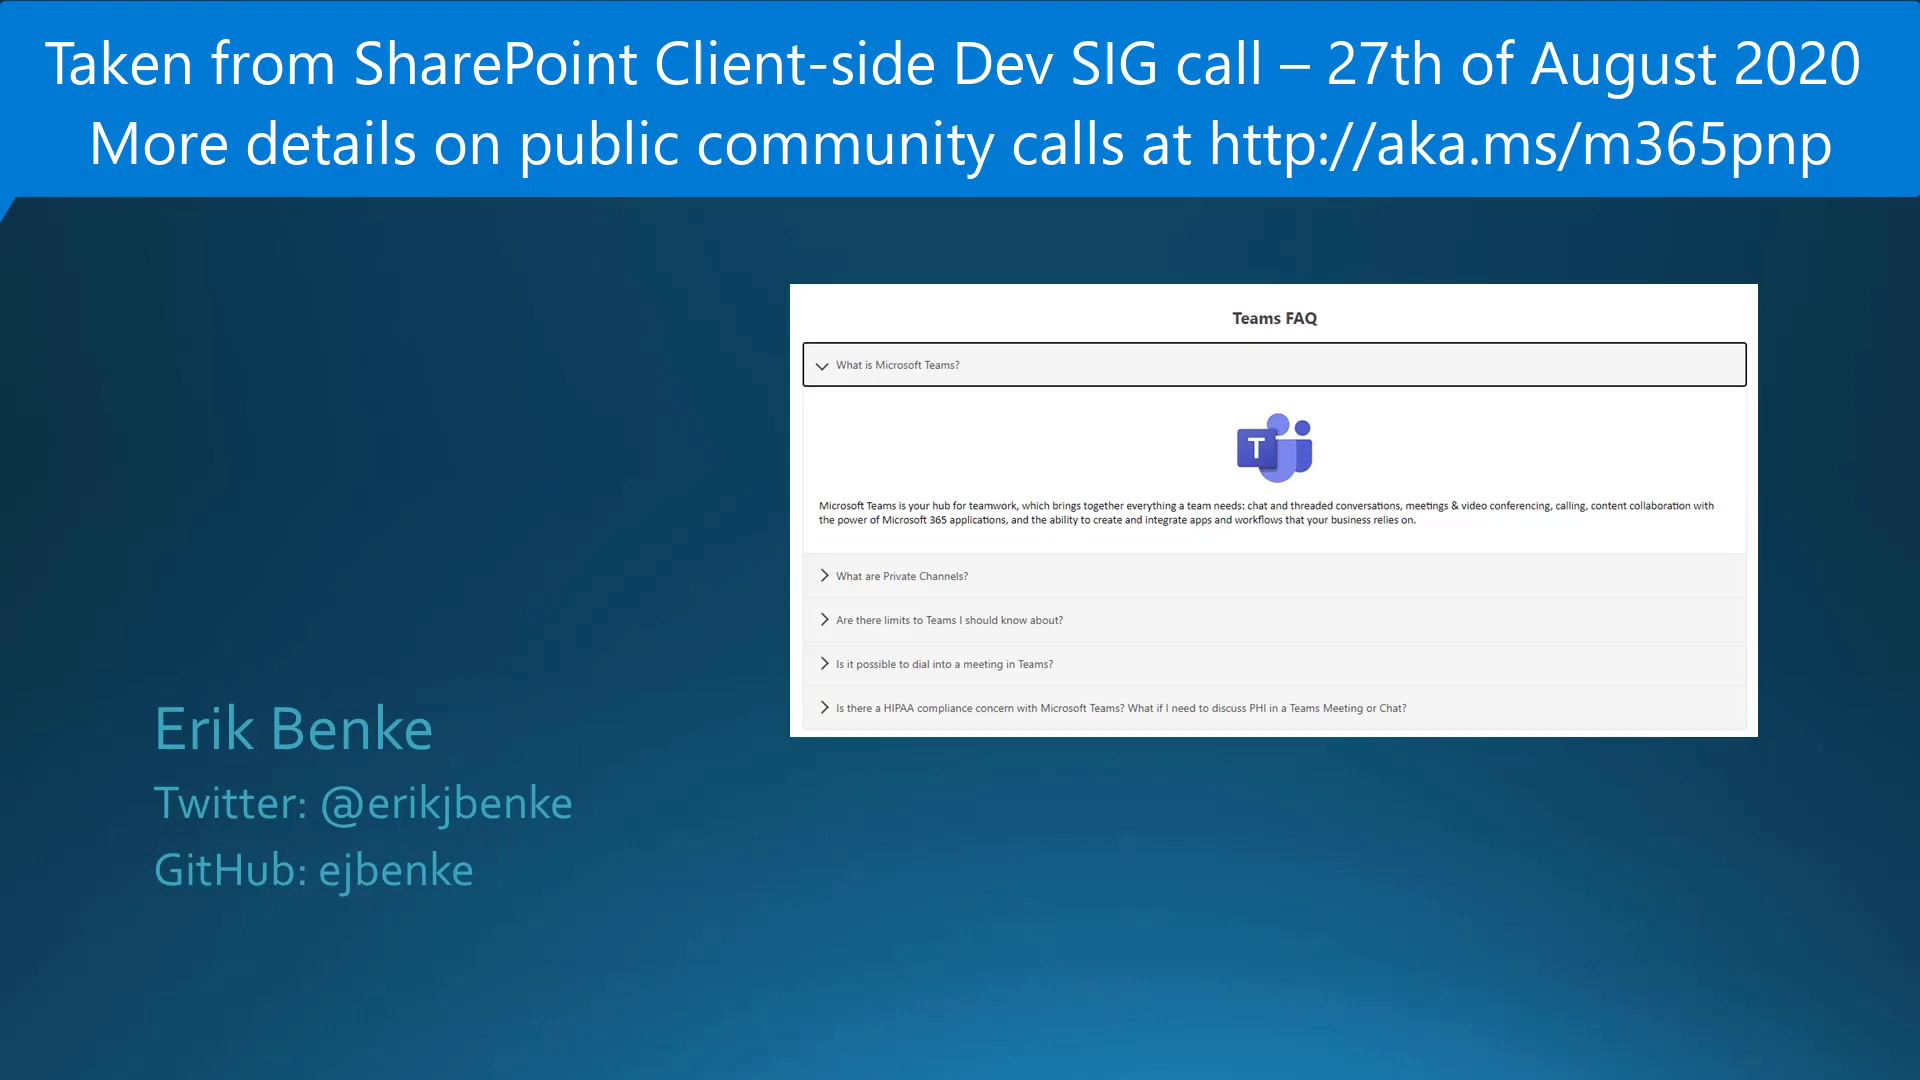 Taken from SharePoint Client-side Dev SIG call – 27th of August 2020
More details on public community calls at http://aka.ms/m365pnp
Teams FAQ
What is Microsoft Teams?
T
Microsoft Teams is your hub for teamwork, which brings together everything a team needs: chat and threaded conversations, meetings & video conferencing, calling, content collaboration with
the power of Microsoft 365 applications, and the ability to create and integrate apps and workflows that your business relies on.
What are Private Channels?
Are there limits to Teams I should know about?
Is it possible to dial into a meeting in Teams?
Is there a HIPAA compliance concern with Microsoft Teams? What if I need to discuss PHI in a Teams Meeting or Chat?
Erik Benke
Twitter: @erikjbenke
GitHub: ejbenke